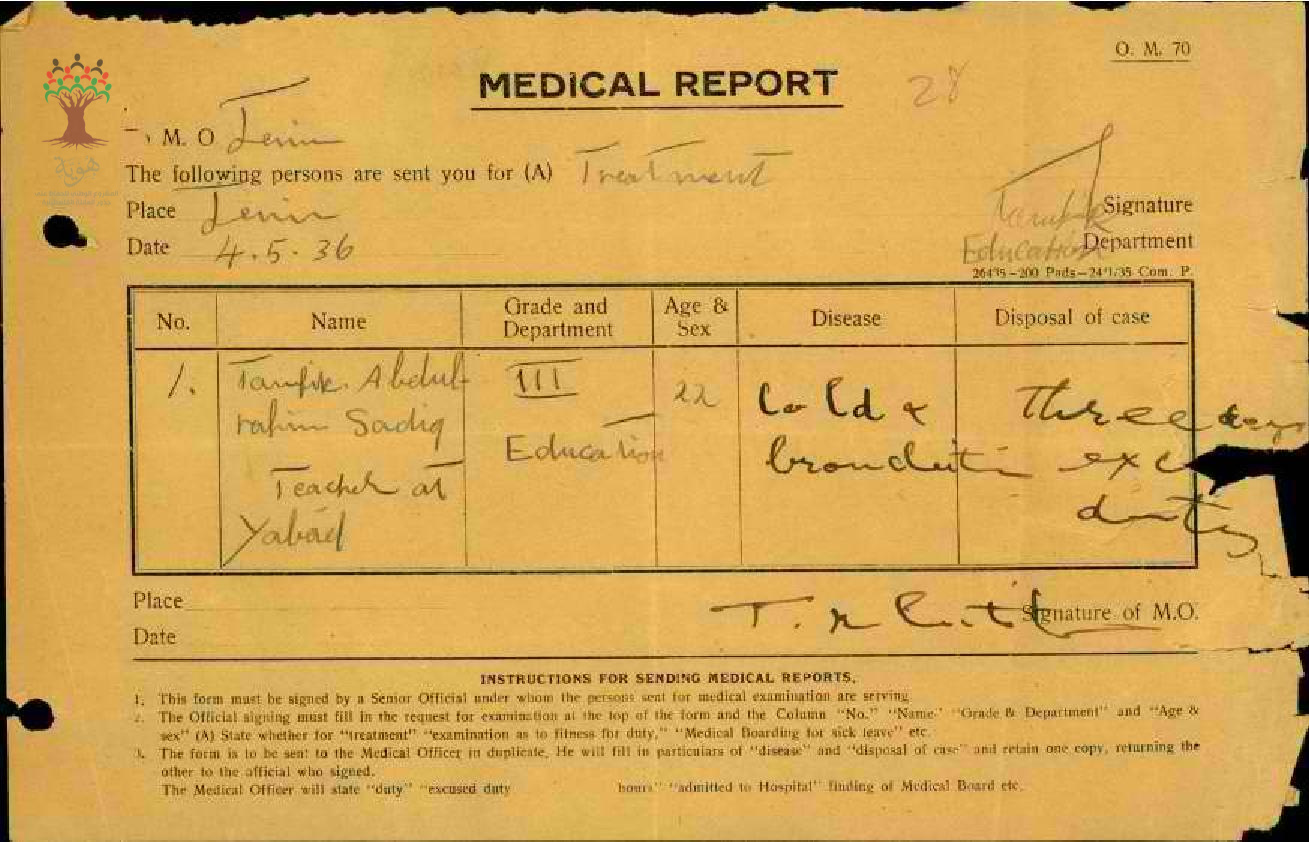 O. M. 70
MEDICAL REPORT
28
M. O Jenin
The following persons are sent you for (A) Treatment
Place Jenin
Signature
Date 4.5.36
Education Department
26435—200 Pads—24/1/35 Com. P.
No. Name Grade and Department Age & Sex Disease Disposal of case
1. Taufik Abdul- III 22 Cold & Three days
rahim Sadiq Education bronchitis exc
Teacher at duty
Yabad
Place
T. Signature of M.O.
Date
INSTRUCTIONS FOR SENDING MEDICAL REPORTS.
1. This form must be signed by a Senior Official under whom the persons sent for medical examination are serving
2. The Official signing must fill in the request for examination at the top of the form and the Column "No." "Name" "Grade & Department" and "Age &
sex" (A) State whether for "treatment" "examination as to fitness for duty," "Medical Boarding for sick leave" etc.
3. The form is to be sent to the Medical Officer in duplicate. He will fill in particulars of "disease" and "disposal of case" and retain one copy, returning the
other to the official who signed.
The Medical Officer will state "duty" "excused duty hours" "admitted to Hospital" finding of Medical Board etc.
هوية